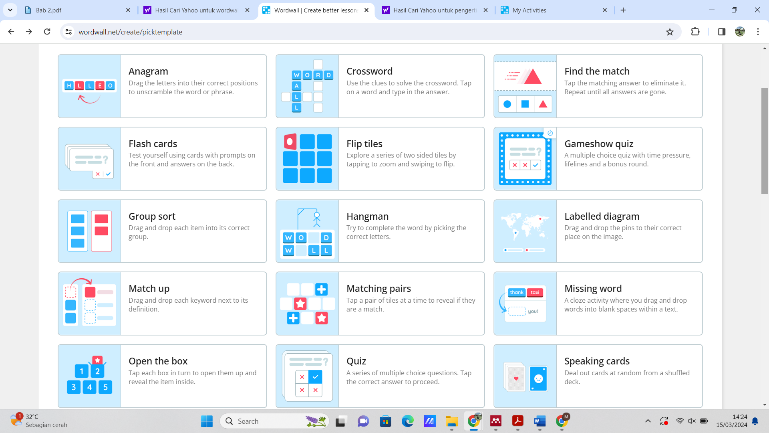 Bab 2.pdf
Hasil Cari Yahoo untuk wordwa
Wordwall | Create better lesson
Hasil Cari Yahoo untuk pengerti
My Activities
wordwall.net/create/picktemplate
Anagram
Drag the letters into their correct positions
to unscramble the word or phrase.
H L L E O
Crossword
Use the clues to solve the crossword. Tap
on a word and type in the answer.
W O R D
A
L
L
Find the match
Tap the matching answer to eliminate it.
Repeat until all answers are gone.
Flash cards
Test yourself using cards with prompts on
the front and answers on the back.
?
Flip tiles
Explore a series of two sided tiles by
tapping to zoom and swiping to flip.
Gameshow quiz
A multiple choice quiz with time pressure,
lifelines and a bonus round.
?
Group sort
Drag and drop each item into its correct
group.
Hangman
Try to complete the word by picking the
correct letters.
W O D
W L L
Labelled diagram
Drag and drop the pins to their correct
place on the image.
Match up
Drag and drop each keyword next to its
definition.
Matching pairs
Tap a pair of tiles at a time to reveal if they
are a match.
Missing word
A cloze activity where you drag and drop
words into blank spaces within a text.
thank
you!
Open the box
Tap each box in turn to open them up and
reveal the item inside.
1 2
3 4 5
Quiz
A series of multiple choice questions. Tap
the correct answer to proceed.
?
Speaking cards
Deal out cards at random from a shuffled
deck.
32°C
Sebagian cerah
Search
14:24
15/03/2024